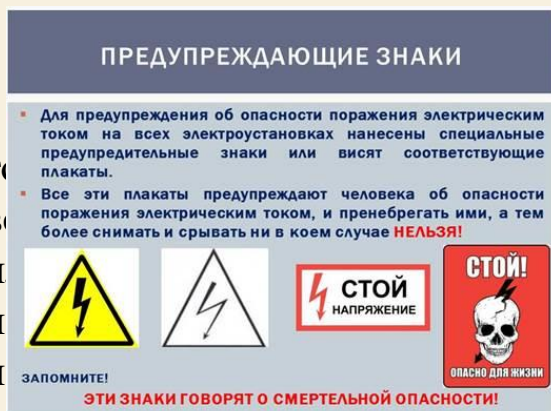 ПРЕДУПРЕЖДАЮЩИЕ ЗНАКИ
Для предупреждения об опасности поражения электрическим
током на всех электроустановках нанесены специальные
предупредительные знаки или висят соответствующие
плакаты.
Все эти плакаты предупреждают человека об опасности
поражения электрическим током, и пренебрегать ими, а тем
более снимать и срывать ни в коем случае НЕЛЬЗЯ!
СТОЙ
НАПРЯЖЕНИЕ
СТОЙ!
ОПАСНО ДЛЯ ЖИЗНИ
ЗАПОМНИТЕ!
ЭТИ ЗНАКИ ГОВОРЯТ О СМЕРТЕЛЬНОЙ ОПАСНОСТИ!